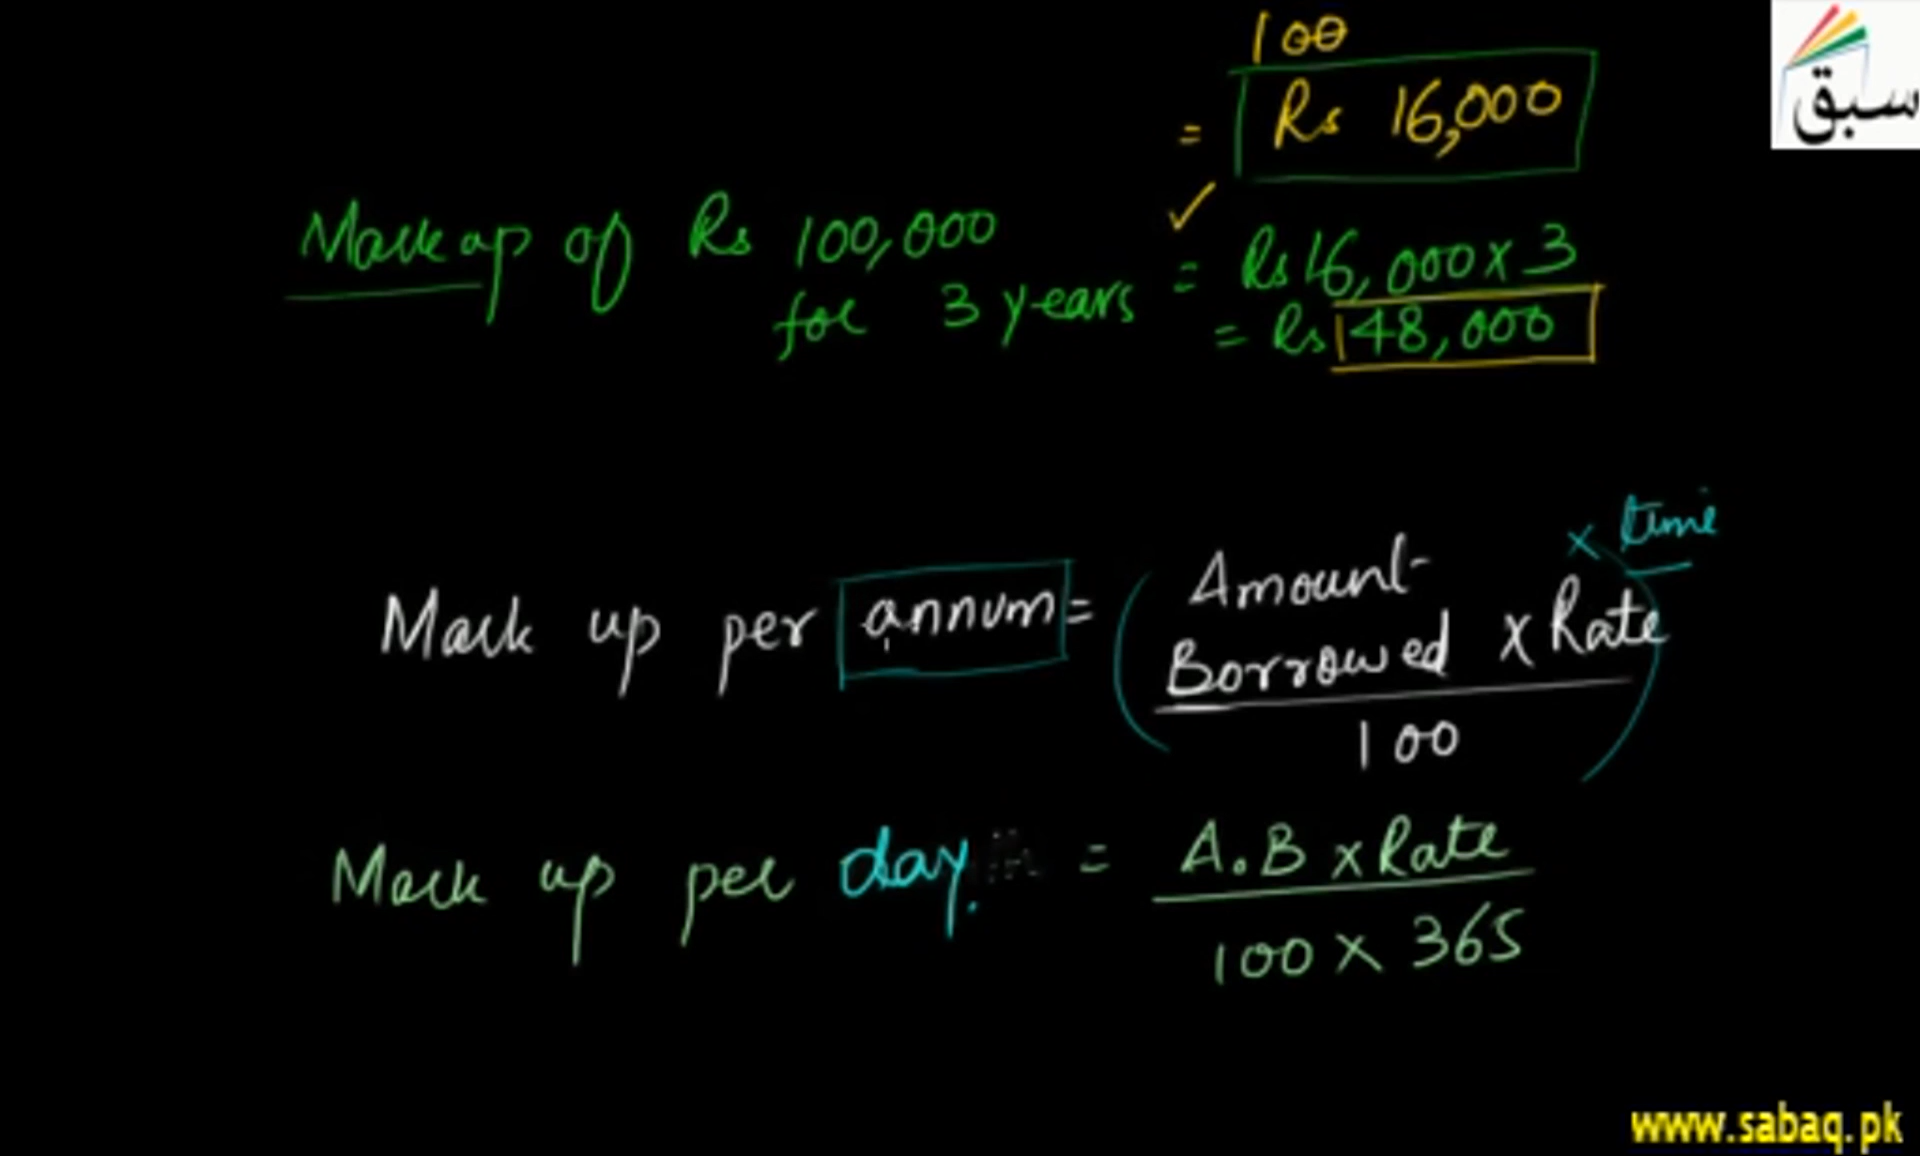 100
= Rs 16,000
سبق
✓
Mark up of Rs 100,000
for 3 years = Rs 16,000 x 3
= Rs 48,000
x time
Mark up per annum = Amount
Borrowed x Rate
100
Mark up per day. = A.B x Rate
100 x 365
www.sabaq.pk